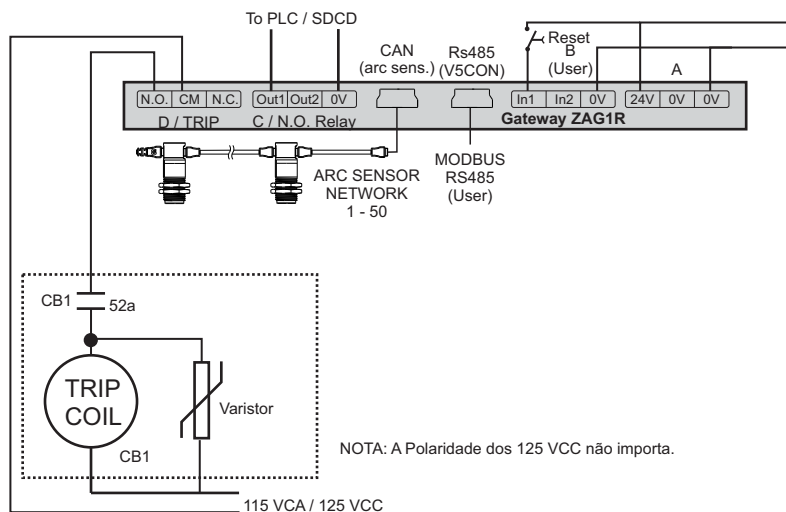 To PLC / SDCD
CAN
(arc sens.)
Rs485
(V5CON)
Reset
B
(User)
A
N.O. CM N.C.
Out1 Out2 0V
In1 In2 0V
24V 0V 0V
D / TRIP
C / N.O. Relay
Gateway ZAG1R
ARC SENSOR
NETWORK
1 - 50
MODBUS
RS485
(User)
CB1
52a
TRIP
COIL
Varistor
CB1
NOTA: A Polaridade dos 125 VCC não importa.
115 VCA / 125 VCC